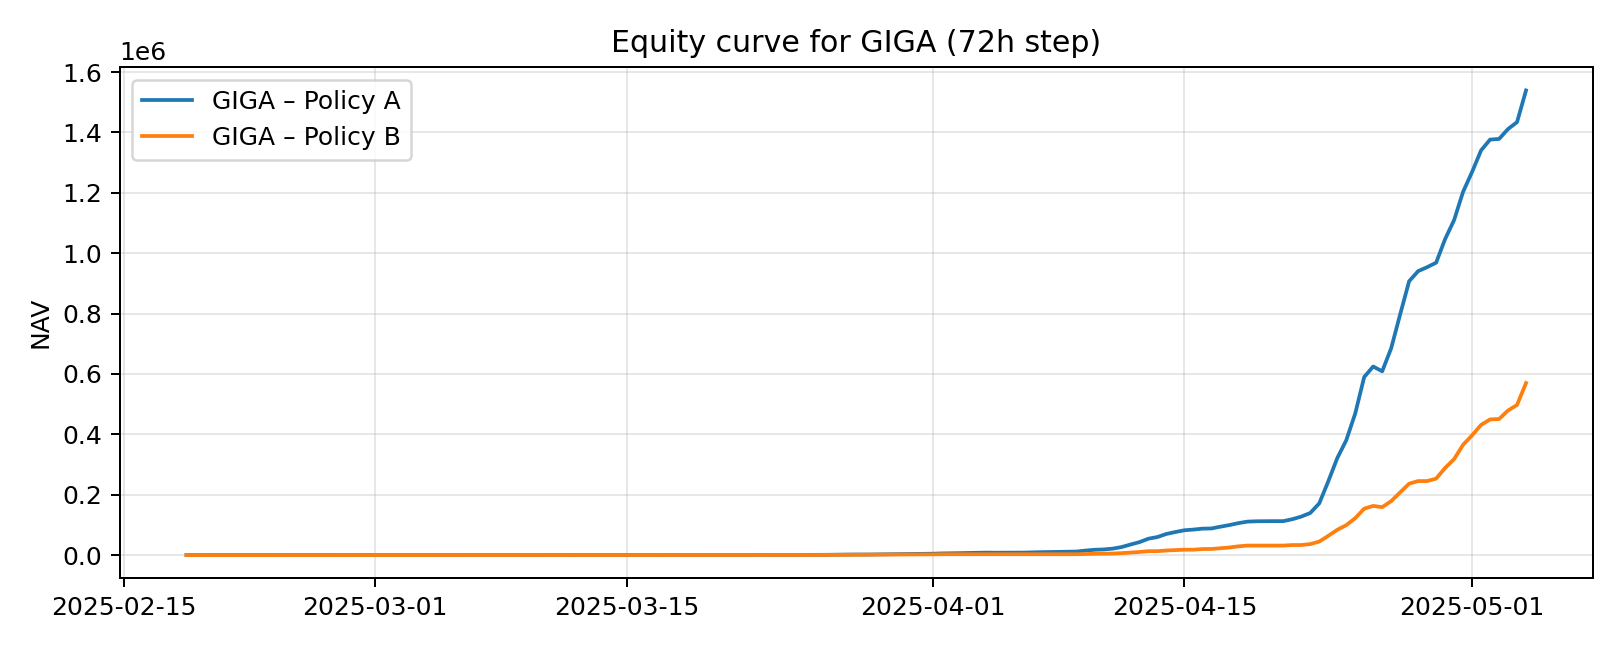 Equity curve for GIGA (72h step)
1e6
GIGA – Policy A
GIGA – Policy B
NAV
1.6
1.4
1.2
1.0
0.8
0.6
0.4
0.2
0.0
2025-02-15 2025-03-01 2025-03-15 2025-04-01 2025-04-15 2025-05-01